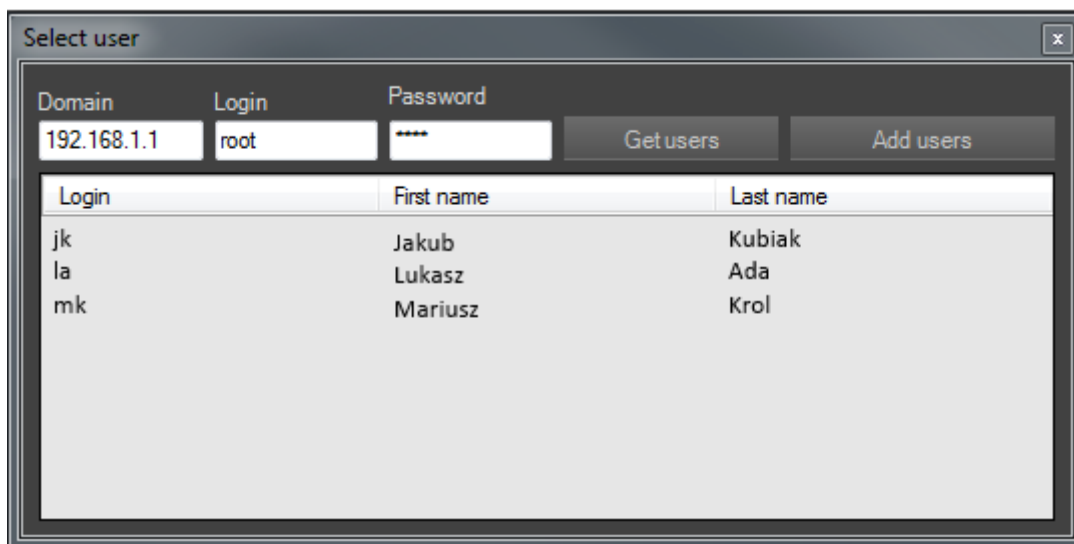 Select user x
Domain Login Password
192.168.1.1 root **** Get users Add users
Login First name Last name
jk Jakub Kubiak
la Lukasz Ada
mk Mariusz Krol